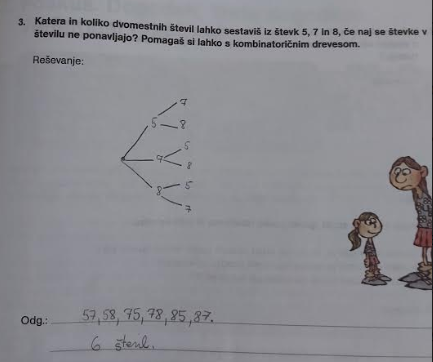 3. Katera in koliko dvomestnih števil lahko sestaviš iz števk 5, 7 in 8, če naj se števke v
številu ne ponavljajo? Pomagaš si lahko s kombinatoričnim drevesom.
Reševanje:
7
5
8
5
7
8
8
5
7
Odg.: 57, 58, 75, 78, 85, 87.
6 števil.